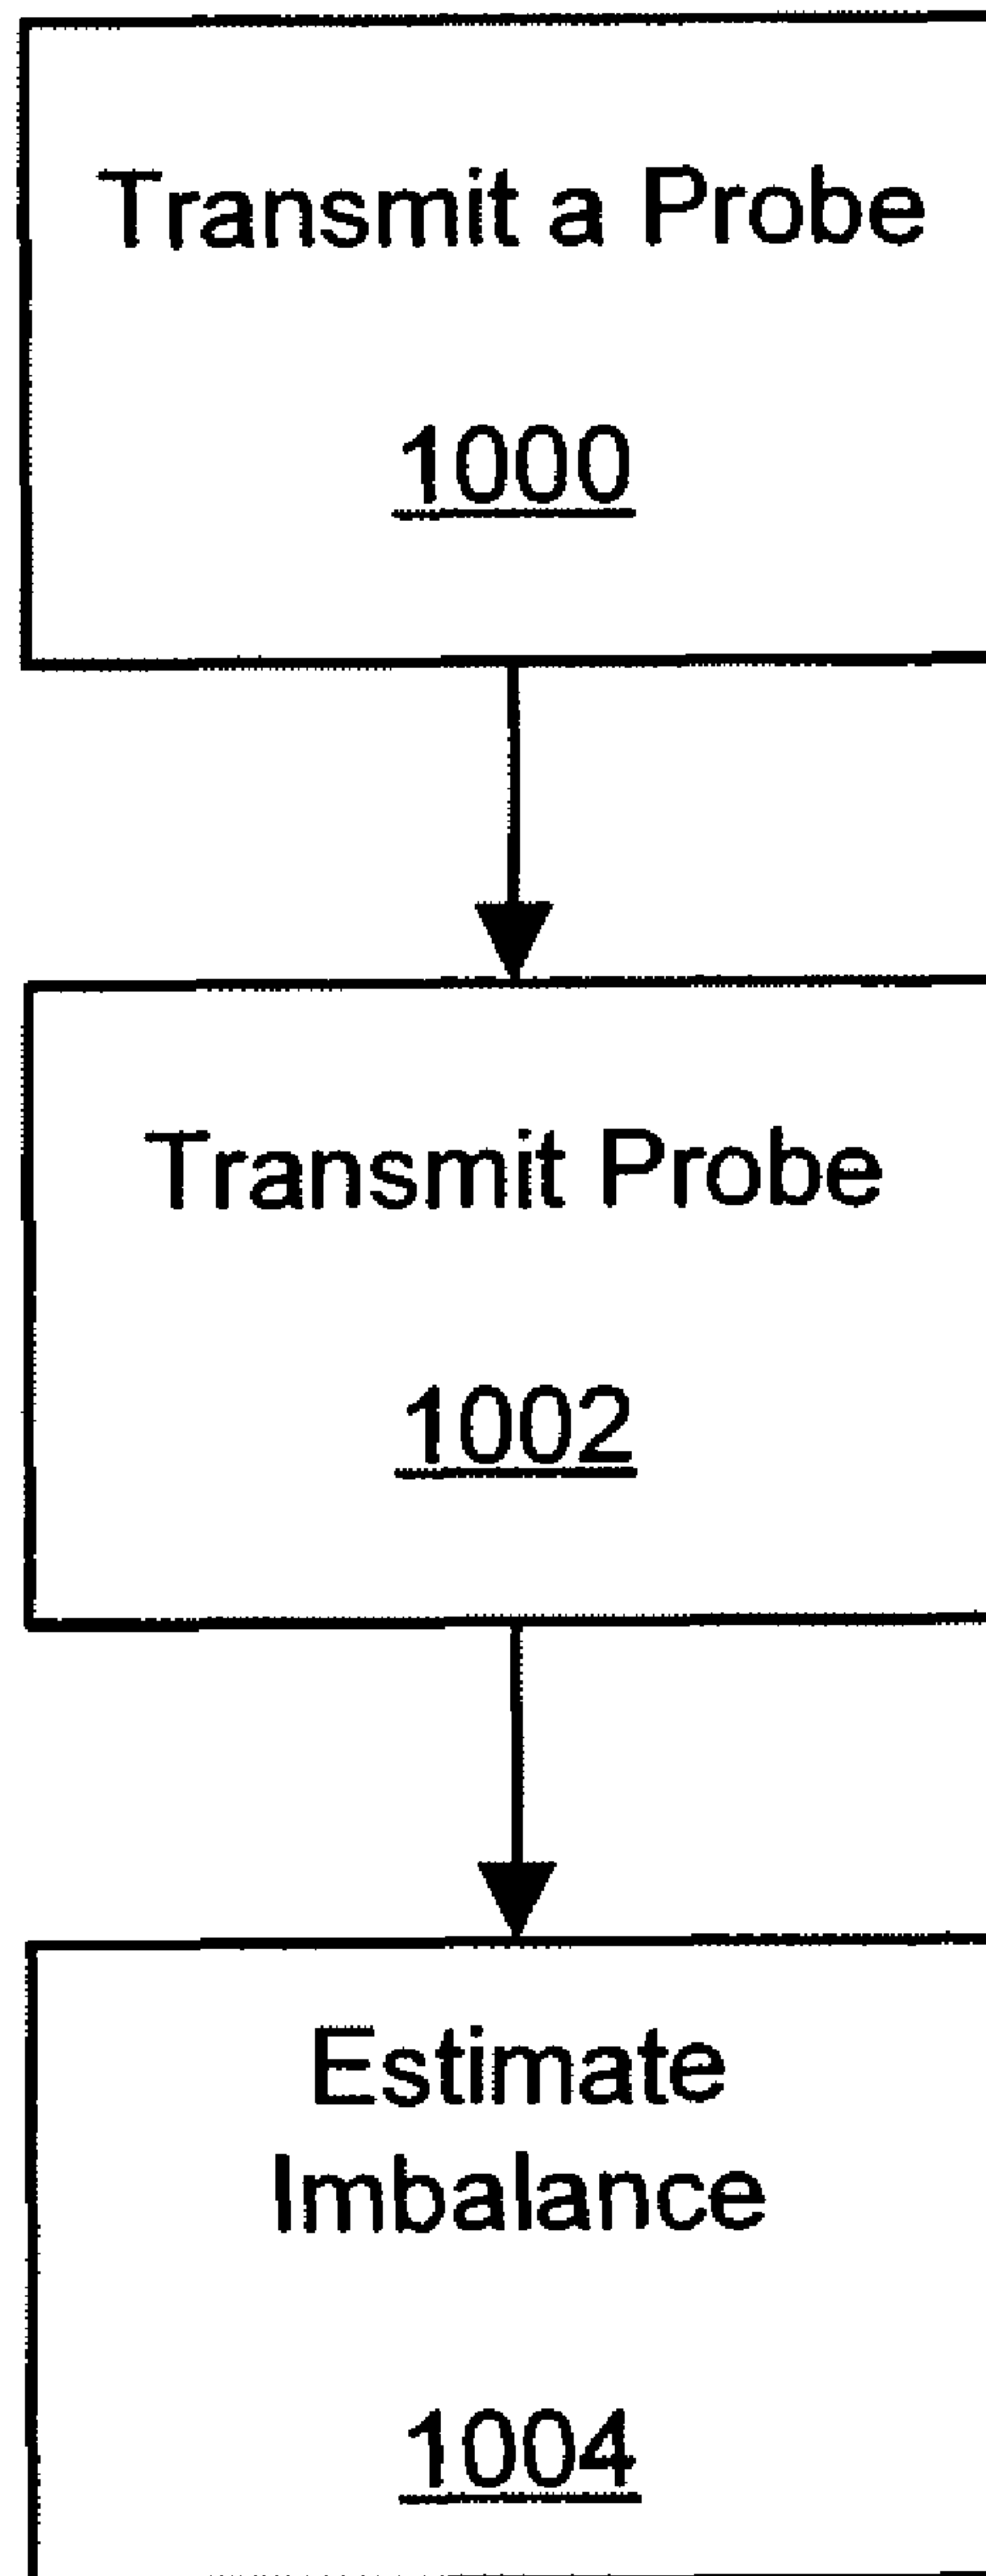 Transmit a Probe
1000
Transmit Probe
1002
Estimate
Imbalance
1004